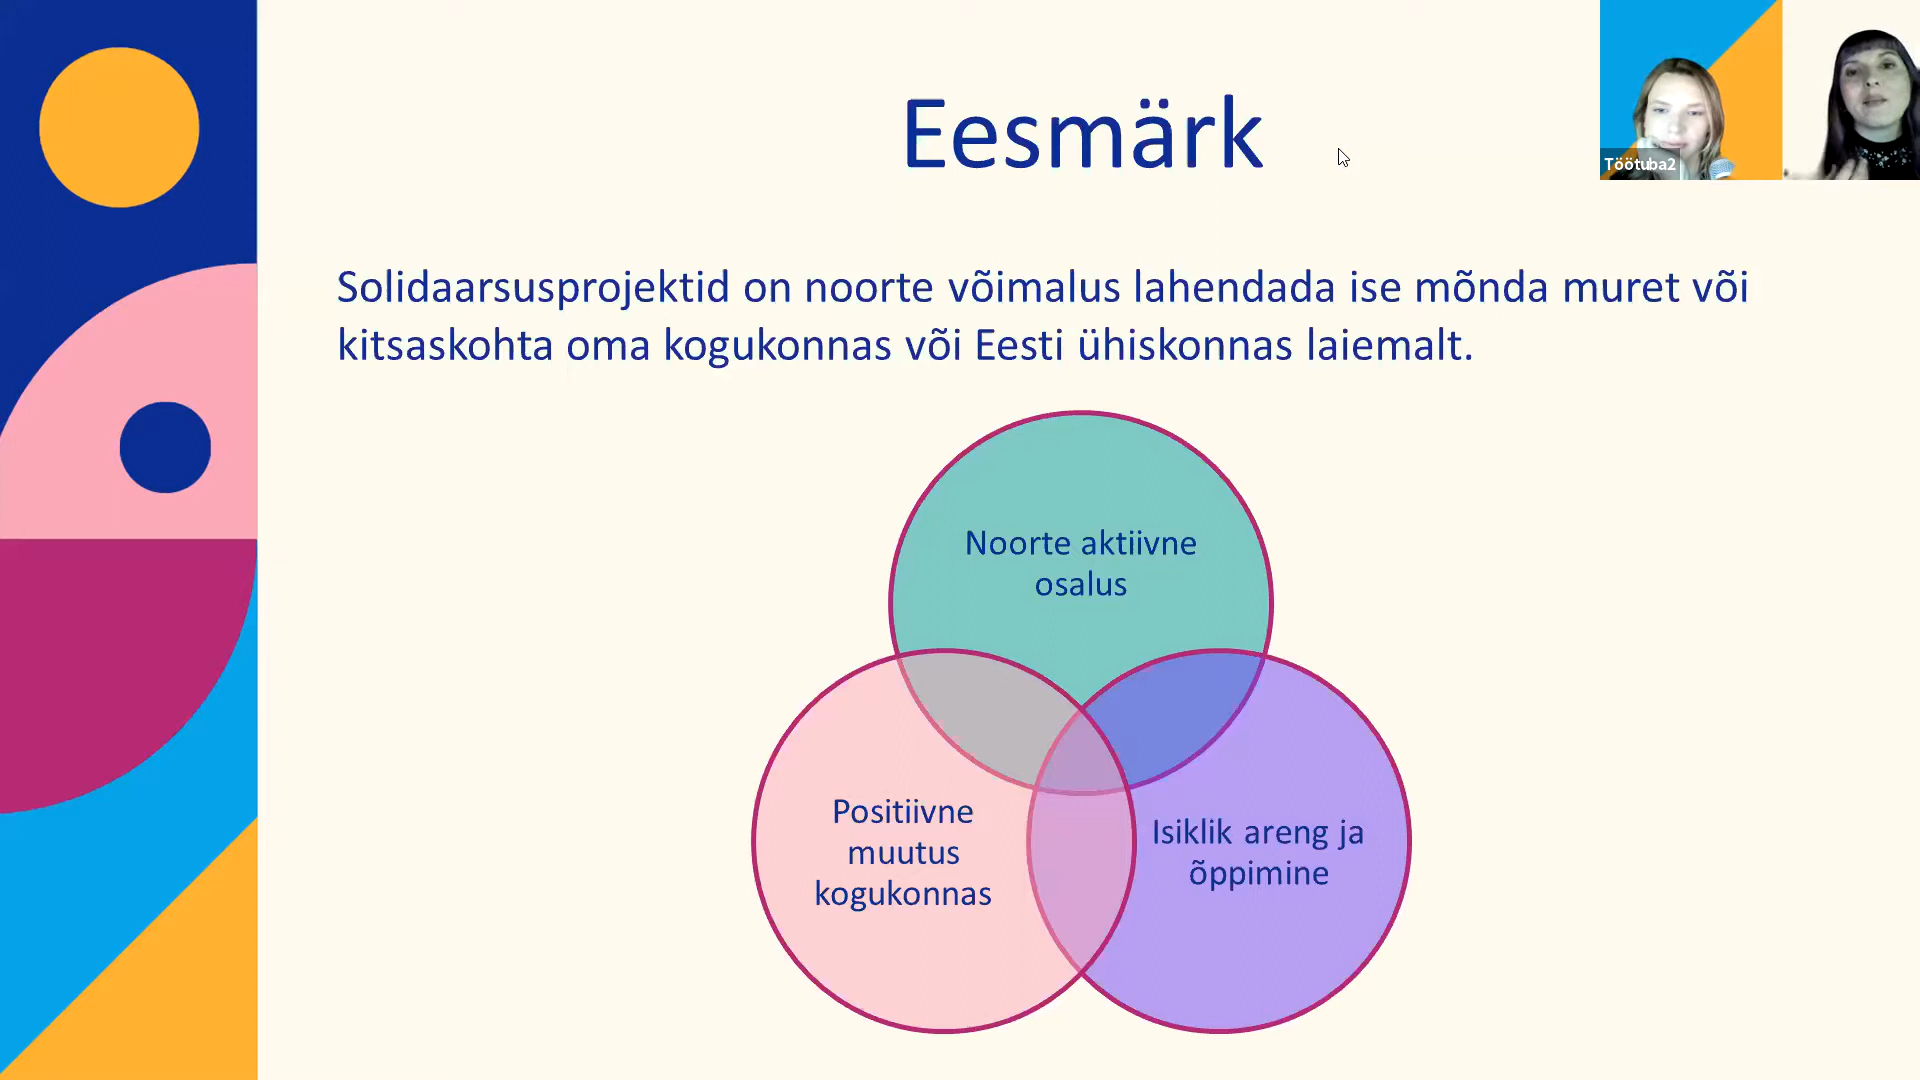 Eesmärk
Töötuba2
Solidaarsusprojektid on noorte võimalus lahendada ise mõnda muret või
kitsaskohta oma kogukonnas või Eesti ühiskonnas laiemalt.
Noorte aktiivne
osalus
Positiivne
muutus
kogukonnas
Isiklik areng ja
õppimine